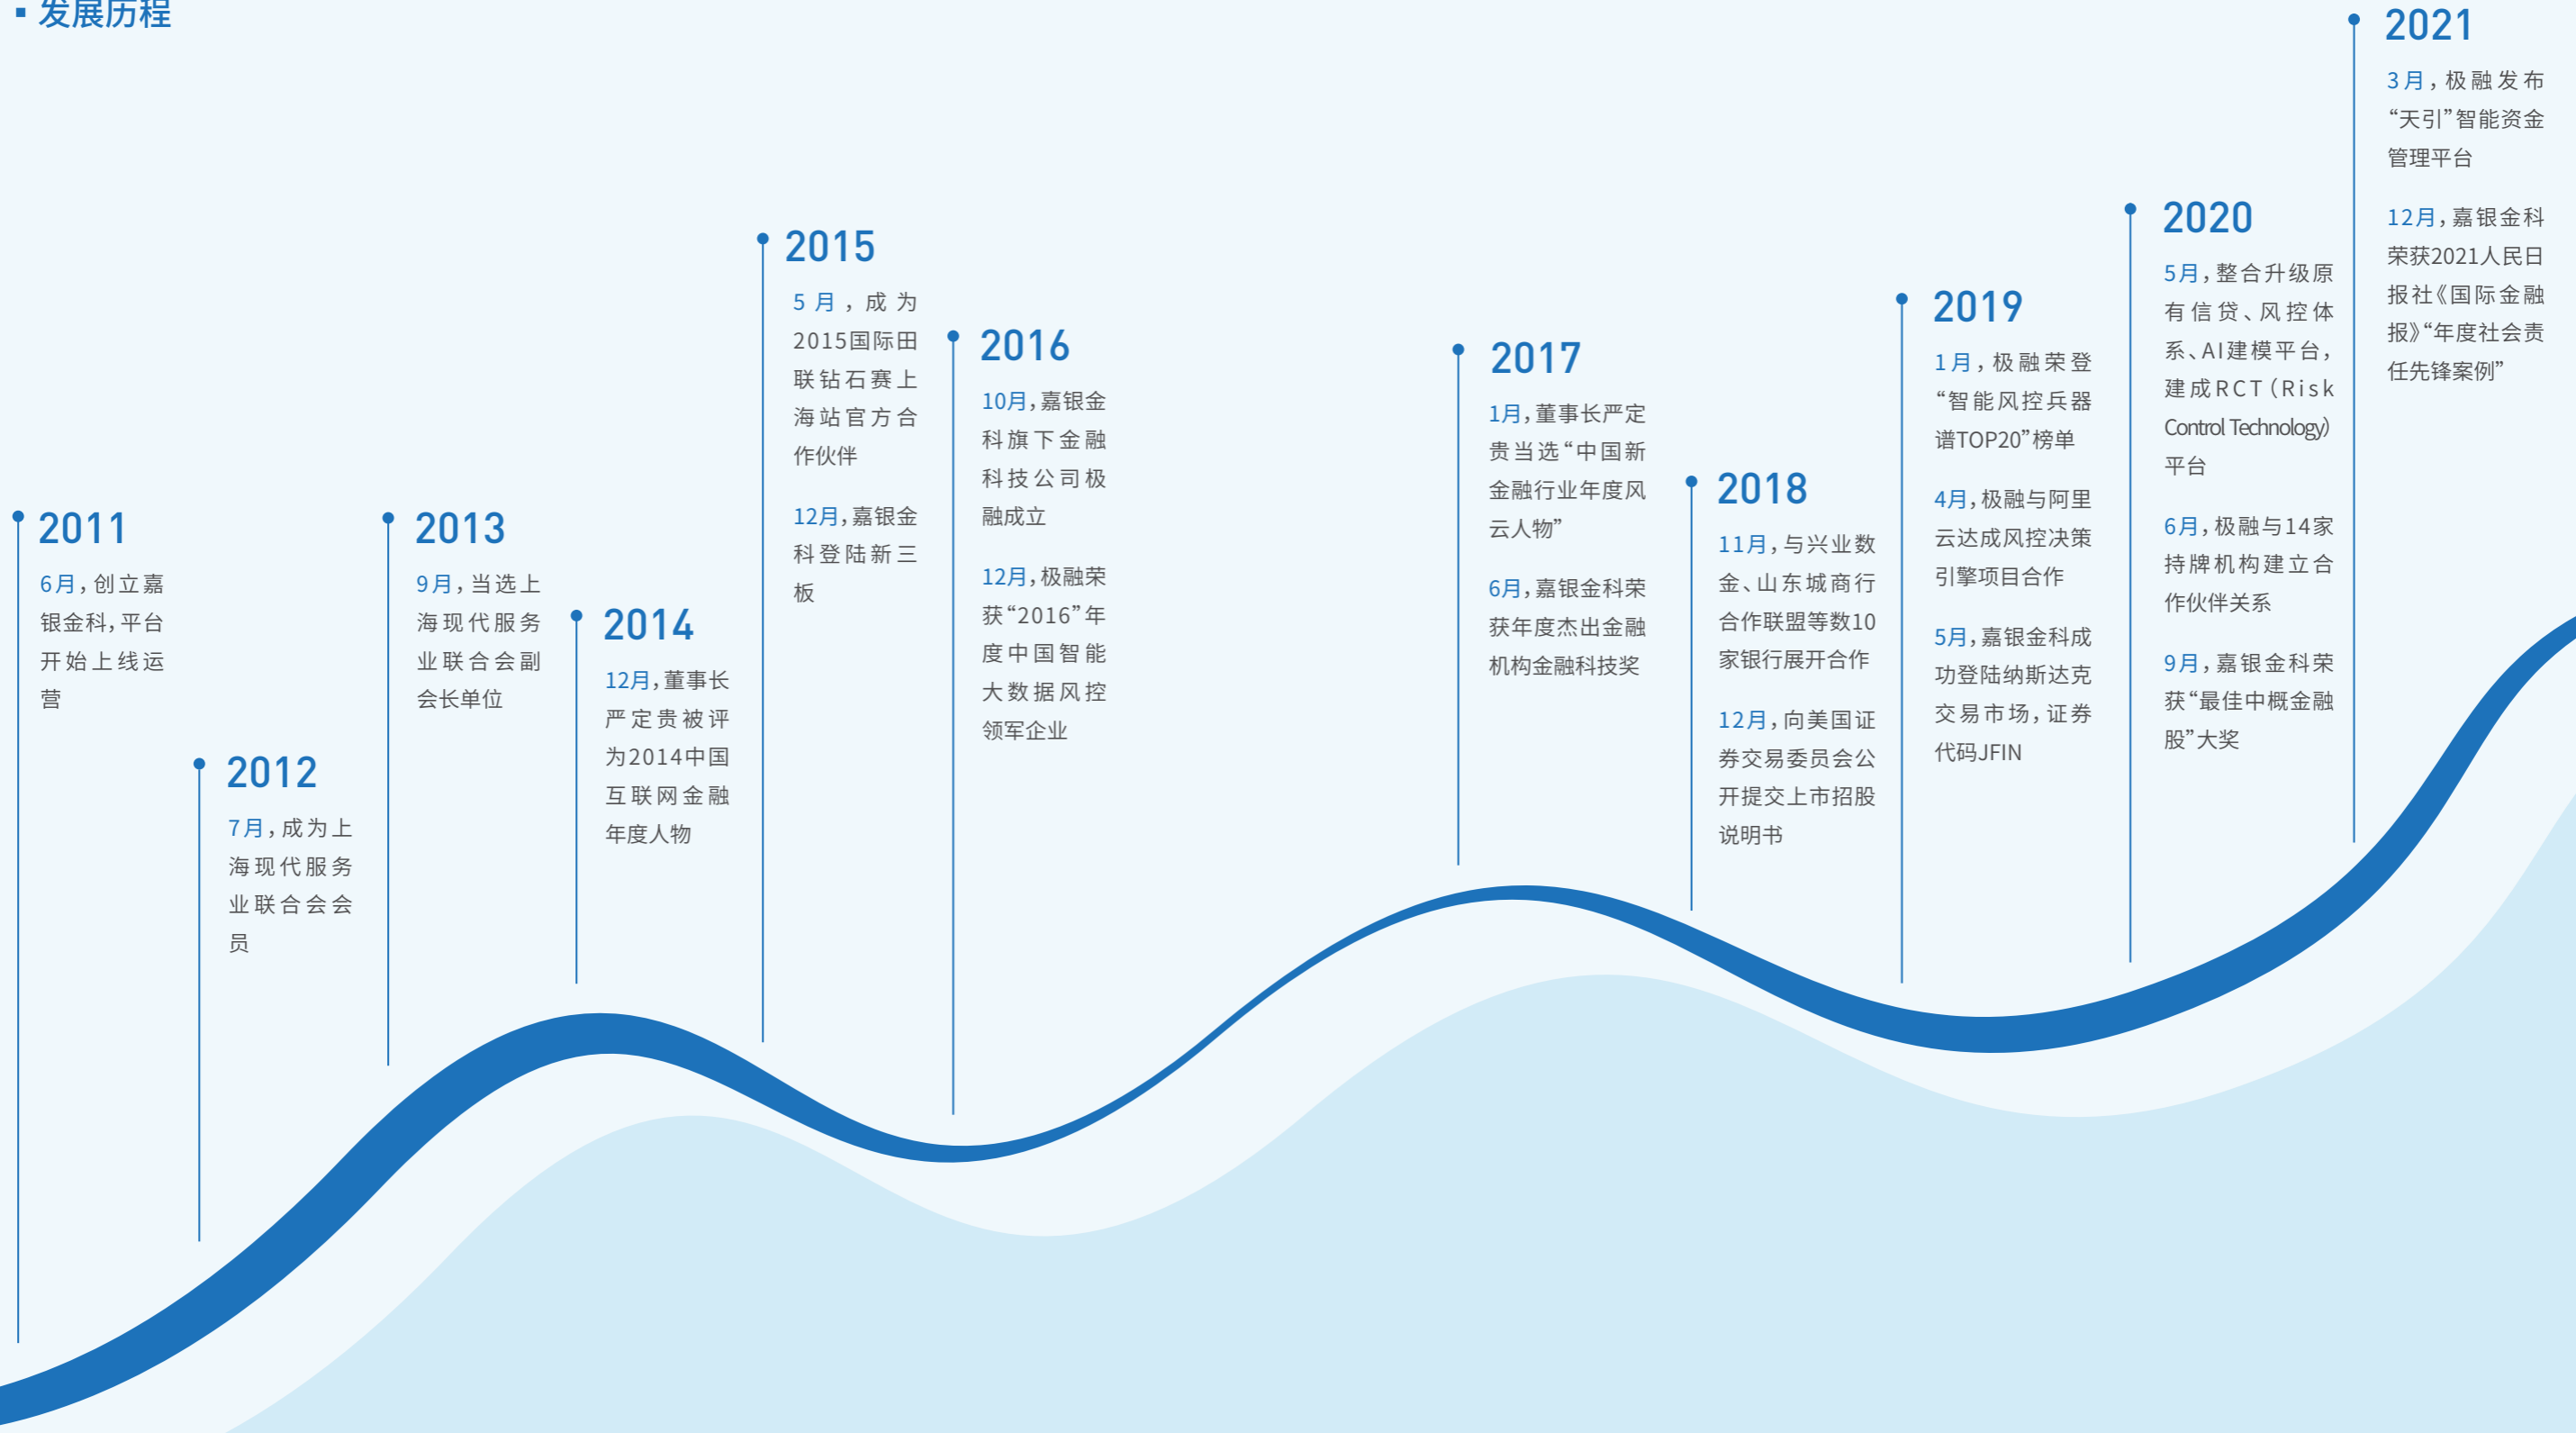 发展历程
2011
6月，创立嘉
银金科，平台
开始上线运
营
2012
7月，成为上
海现代服务
业联合会会
员
2013
9月，当选上
海现代服务
业联合会副
会长单位
2014
12月，董事长
严定贵被评
为2014中国
互联网金融
年度人物
2015
5月，成为
2015国际田
联钻石赛上
海站官方合
作伙伴
12月，嘉银金
科登陆新三
板
2016
10月，嘉银金
科旗下金融
科技公司极
融成立
12月，极融荣
获“2016”年
度中国智能
大数据风控
领军企业
2017
1月，董事长严定
贵当选“中国新
金融行业年度风
云人物”
6月，嘉银金科荣
获年度杰出金融
机构金融科技奖
2018
11月，与兴业数
金、山东城商行
合作联盟等数10
家银行展开合作
12月，向美国证
券交易委员会公
开提交上市招股
说明书
2019
1月，极融荣登
“智能风控兵器
谱TOP20”榜单
4月，极融与阿里
云达成风控决策
引擎项目合作
5月，嘉银金科成
功登陆纳斯达克
交易市场，证券
代码JFIN
2020
5月，整合升级原
有信贷、风控体
系、AI建模平台，
建成RCT（Risk
Control Technology）
平台
6月，极融与14家
持牌机构建立合
作伙伴关系
9月，嘉银金科荣
获“最佳中概金融
股”大奖
2021
3月，极融发布
“天引”智能资金
管理平台
12月，嘉银金科
荣获2021人民日
报社《国际金融
报》“年度社会责
任先锋案例”